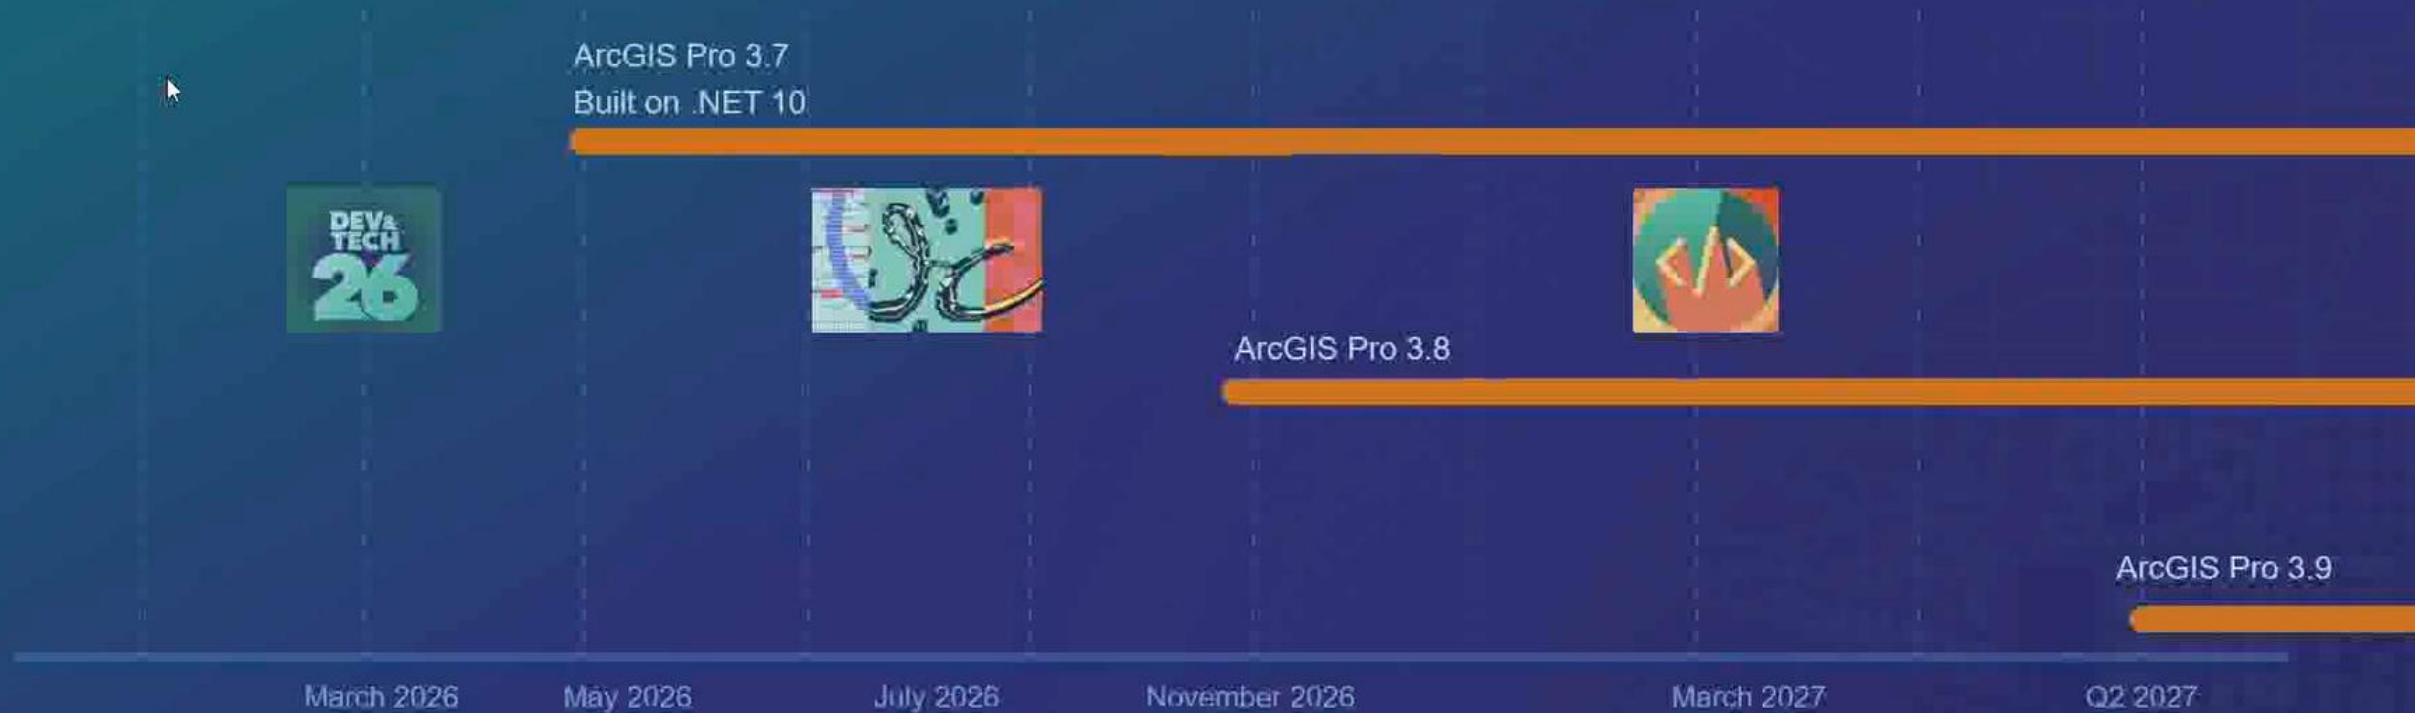 ArcGIS Pro 3.7
Built on .NET 10
DEV&
TECH
26
ArcGIS Pro 3.8
ArcGIS Pro 3.9
March 2026
May 2026
July 2026
November 2026
March 2027
Q2 2027